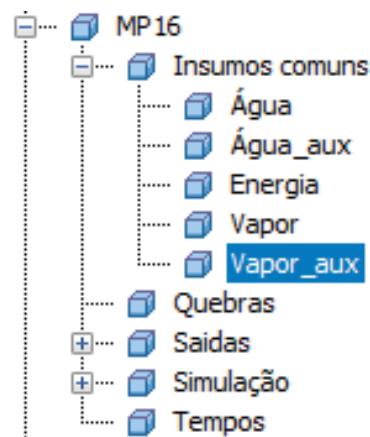 MP16
Insumos comuns
Água
Água_aux
Energia
Vapor
Vapor_aux
Quebras
Saidas
Simulação
Tempos